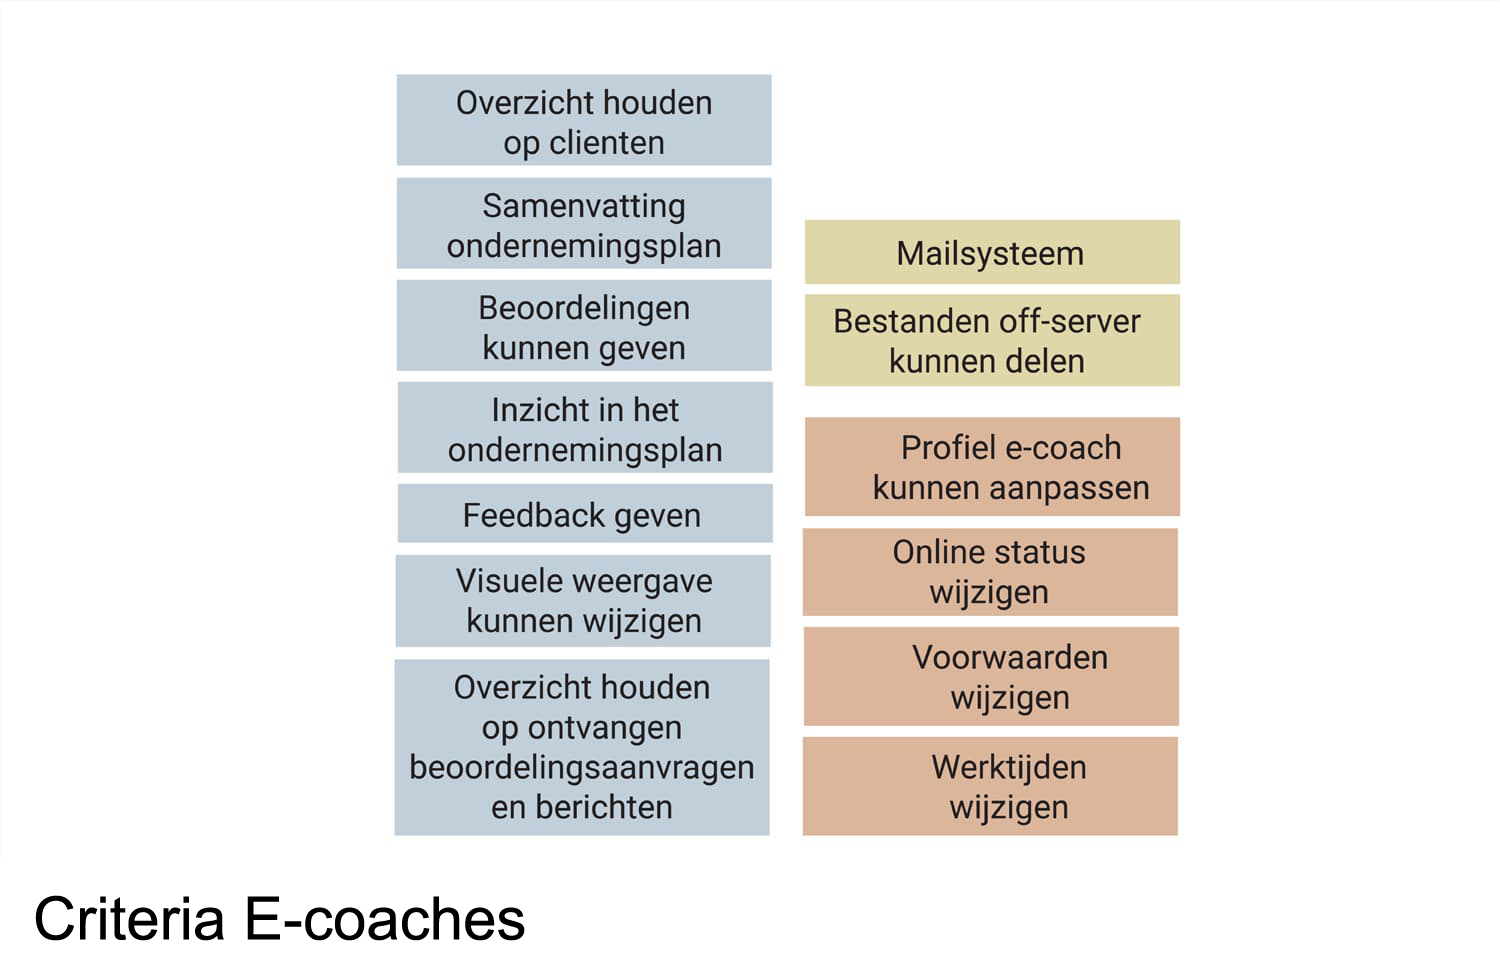 Overzicht houden
op clienten
Samenvatting
ondernemingsplan
Beoordelingen
kunnen geven
Inzicht in het
ondernemingsplan
Feedback geven
Visuele weergave
kunnen wijzigen
Overzicht houden
op ontvangen
beoordelingsaanvragen
en berichten
Mailsysteem
Bestanden off-server
kunnen delen
Profiel e-coach
kunnen aanpassen
Online status
wijzigen
Voorwaarden
wijzigen
Werktijden
wijzigen
Criteria E-coaches